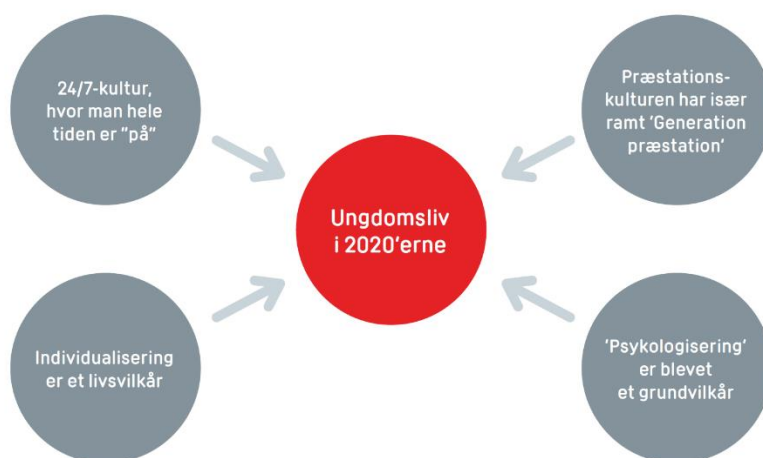 24/7-kultur,
hvor man hele
tiden er "på"
Præstations-
kulturen har især
ramt 'Generation
præstation'
Ungdomsliv
i 2020'erne
Individualisering
er et livsvilkår
'Psykologisering'
er blevet
et grundvilkår